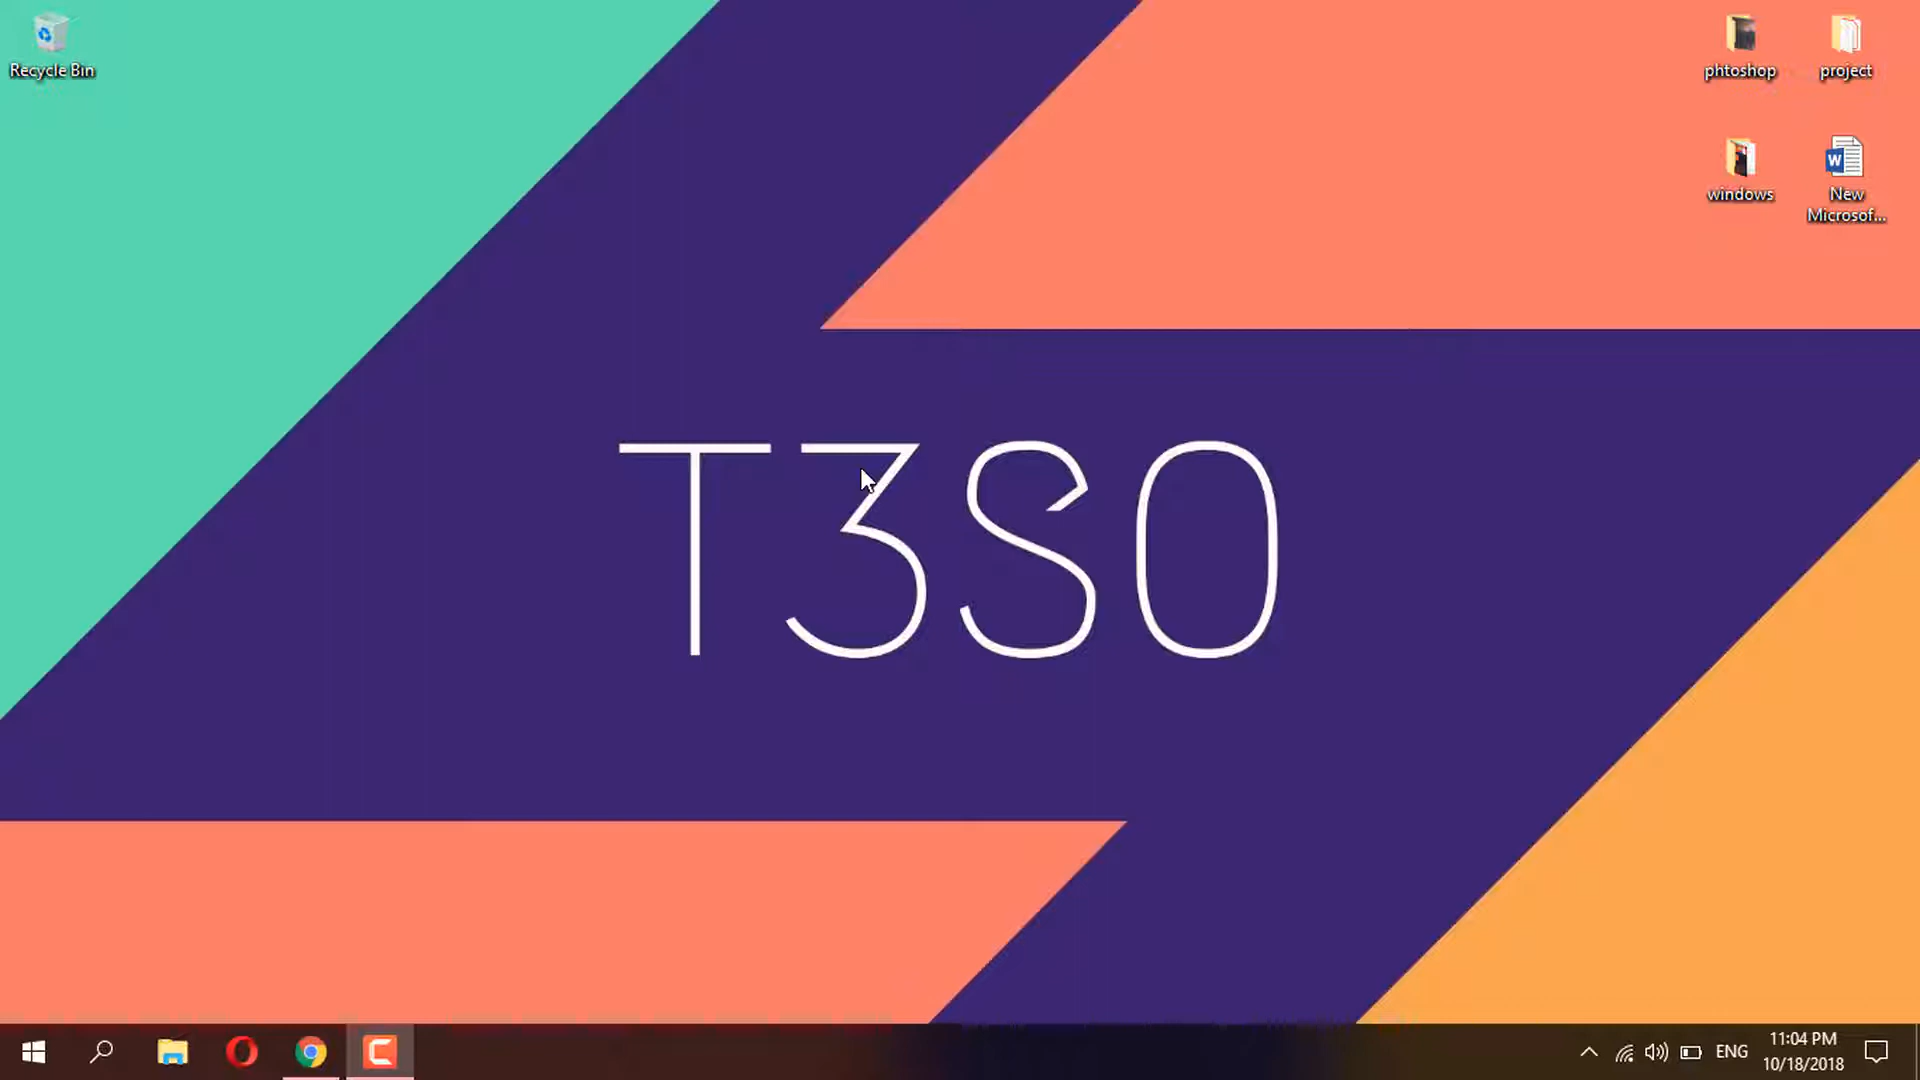 Recycle Bin
phtoshop
project
windows
New
Microsof...
T3SO
ENG
11:04 PM
10/18/2018